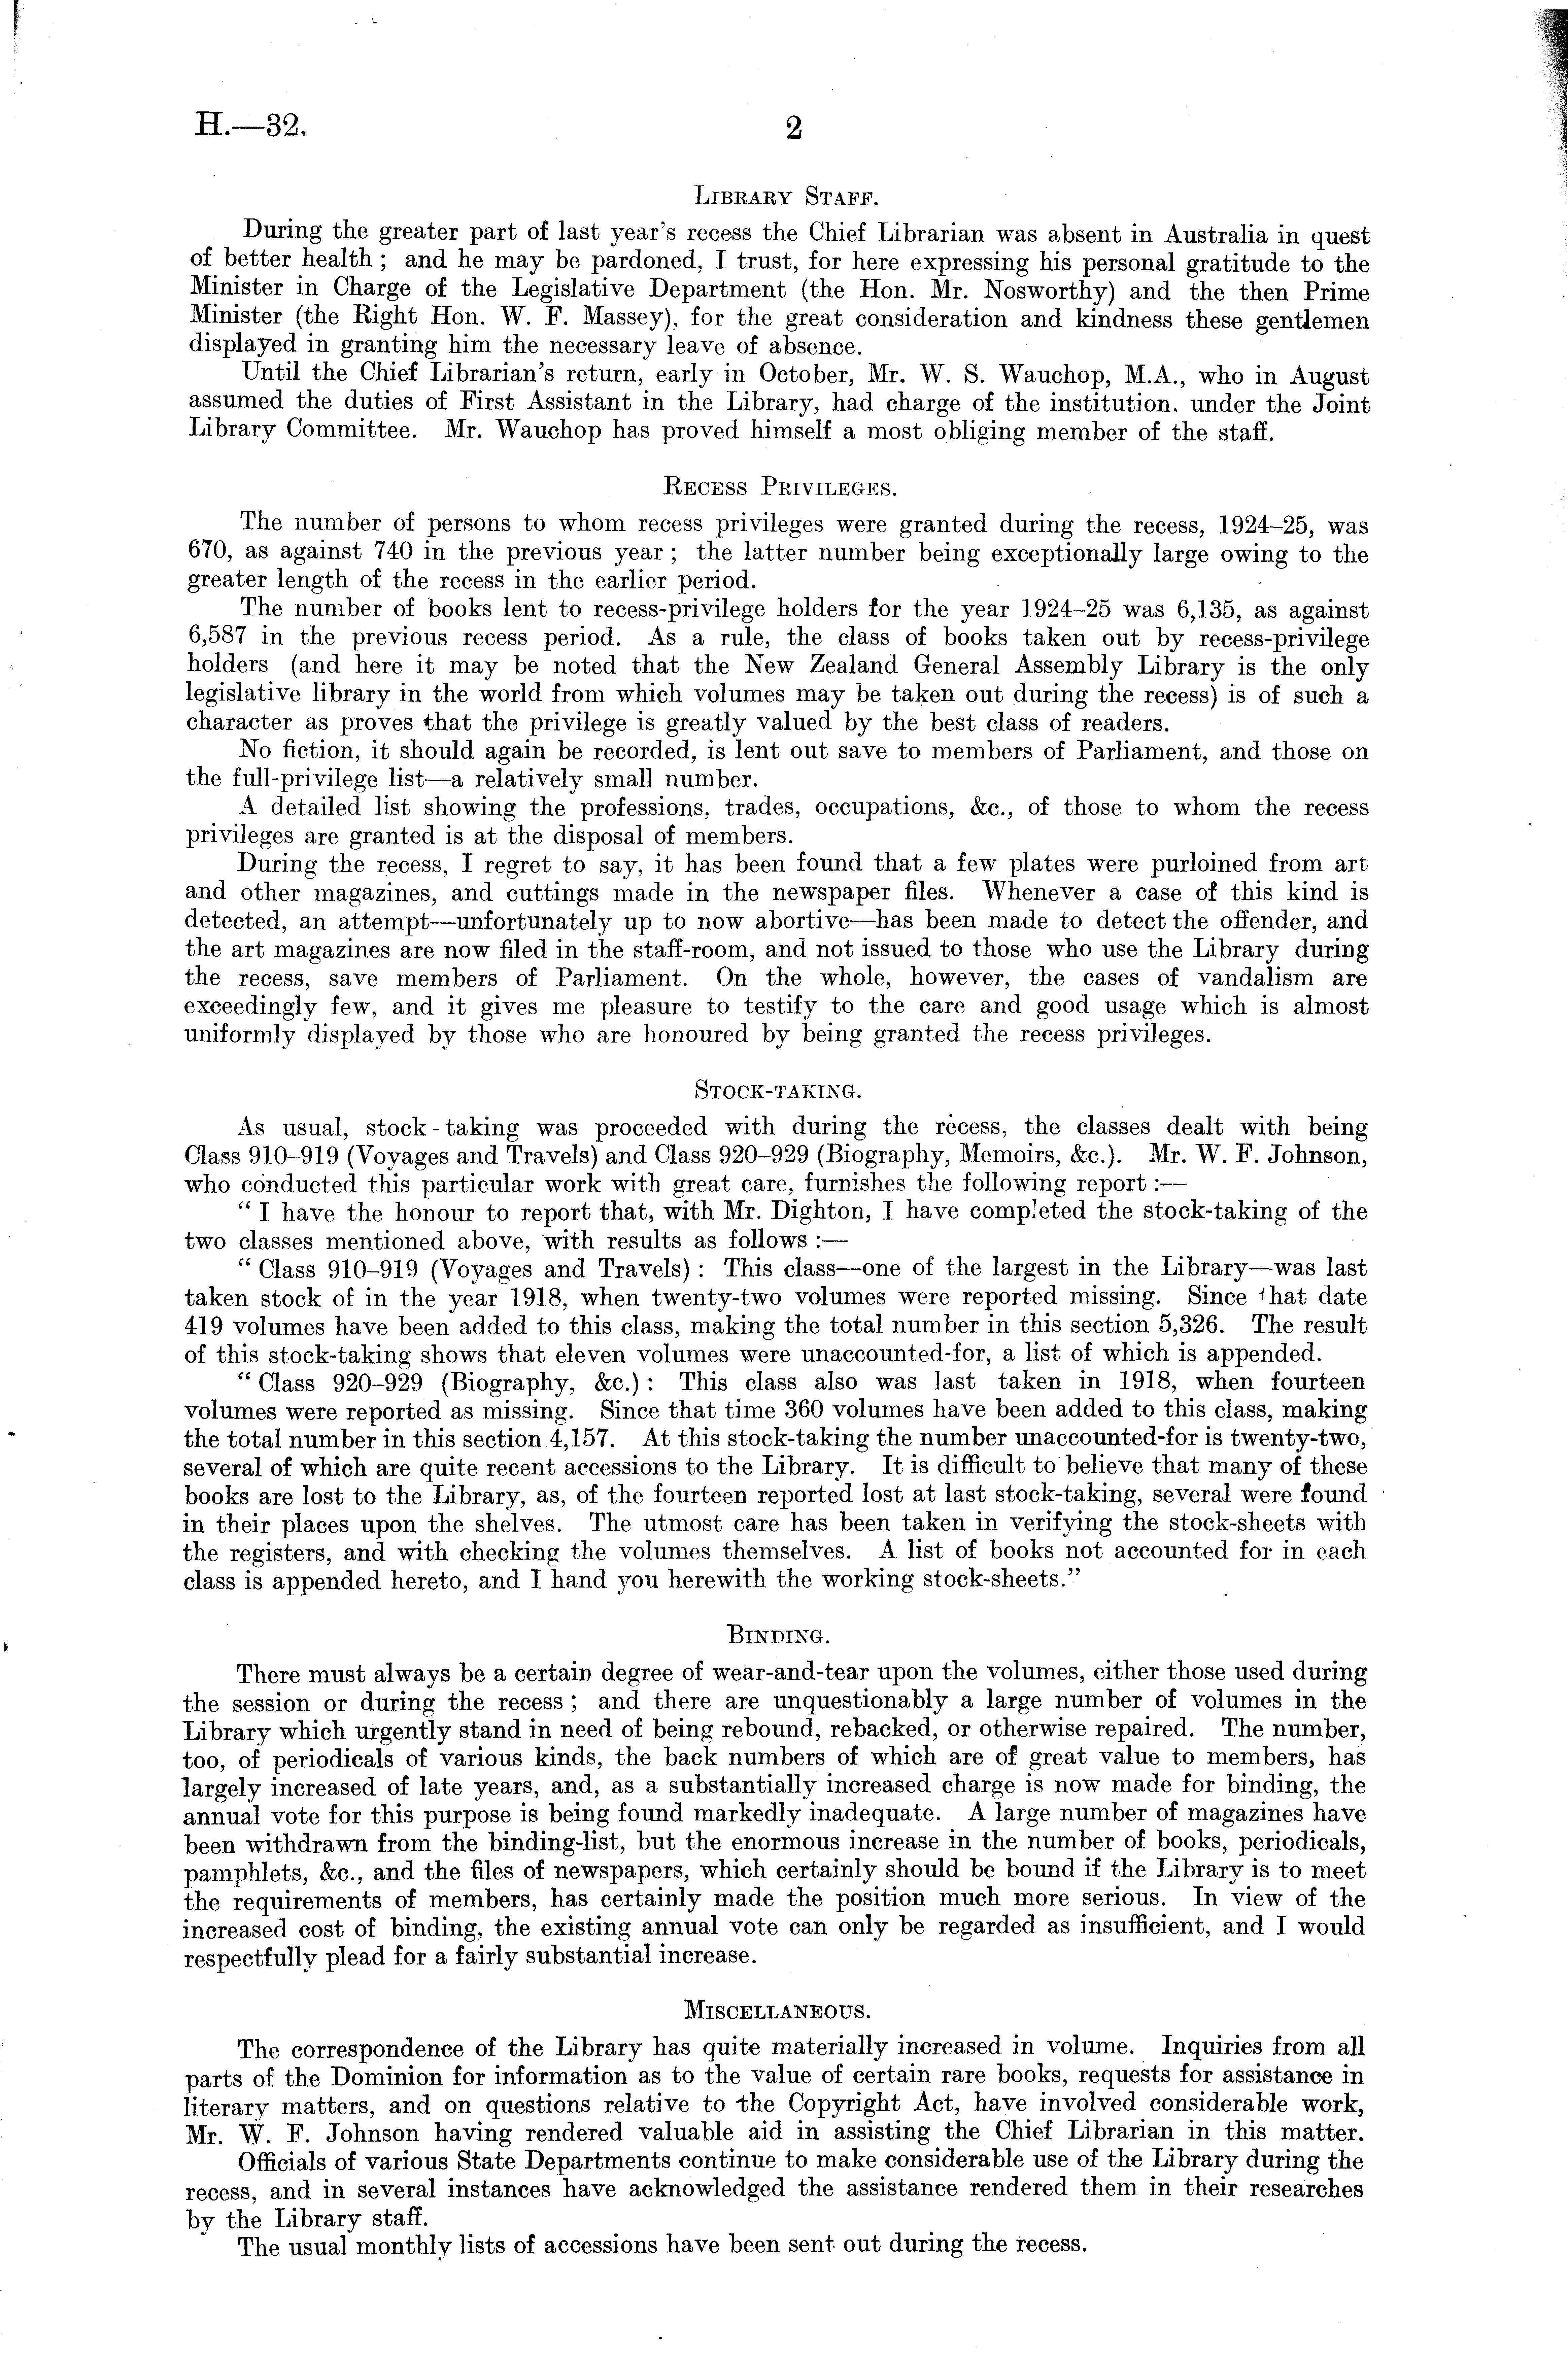 H.—32.
2
LIBRARY STAFF.
During the greater part of last year's recess the Chief Librarian was absent in Australia in quest
of better health; and he may be pardoned, I trust, for here expressing his personal gratitude to the
Minister in Charge of the Legislative Department (the Hon. Mr. Nosworthy) and the then Prime
Minister (the Right Hon. W. F. Massey), for the great consideration and kindness these gentlemen
displayed in granting him the necessary leave of absence.
Until the Chief Librarian's return, early in October, Mr. W. S. Wauchop, M.A., who in August
assumed the duties of First Assistant in the Library, had charge of the institution, under the Joint
Library Committee. Mr. Wauchop has proved himself a most obliging member of the staff.
RECESS PRIVILEGES.
The number of persons to whom recess privileges were granted during the recess, 1924–25, was
670, as against 740 in the previous year; the latter number being exceptionally large owing to the
greater length of the recess in the earlier period.
The number of books lent to recess-privilege holders for the year 1924–25 was 6,135, as against
6,587 in the previous recess period. As a rule, the class of books taken out by recess-privilege
holders (and here it may be noted that the New Zealand General Assembly Library is the only
legislative library in the world from which volumes may be taken out during the recess) is of such a
character as proves that the privilege is greatly valued by the best class of readers.
No fiction, it should again be recorded, is lent out save to members of Parliament, and those on
the full-privilege list—a relatively small number.
A detailed list showing the professions, trades, occupations, &c., of those to whom the recess
privileges are granted is at the disposal of members.
During the recess, I regret to say, it has been found that a few plates were purloined from art
and other magazines, and cuttings made in the newspaper files. Whenever a case of this kind is
detected, an attempt—unfortunately up to now abortive—has been made to detect the offender, and
the art magazines are now filed in the staff-room, and not issued to those who use the Library during
the recess, save members of Parliament. On the whole, however, the cases of vandalism are
exceedingly few, and it gives me pleasure to testify to the care and good usage which is almost
uniformly displayed by those who are honoured by being granted the recess privileges.
STOCK-TAKING.
As usual, stock-taking was proceeded with during the recess, the classes dealt with being
Class 910–919 (Voyages and Travels) and Class 920–929 (Biography, Memoirs, &c.). Mr. W. F. Johnson,
who conducted this particular work with great care, furnishes the following report:—
"I have the honour to report that, with Mr. Dighton, I have completed the stock-taking of the
two classes mentioned above, with results as follows:—
"Class 910–919 (Voyages and Travels): This class—one of the largest in the Library—was last
taken stock of in the year 1918, when twenty-two volumes were reported missing. Since that date
419 volumes have been added to this class, making the total number in this section 5,326. The result
of this stock-taking shows that eleven volumes were unaccounted-for, a list of which is appended.
"Class 920–929 (Biography, &c.): This class also was last taken in 1918, when fourteen
volumes were reported as missing. Since that time 360 volumes have been added to this class, making
the total number in this section 4,157. At this stock-taking the number unaccounted-for is twenty-two,
several of which are quite recent accessions to the Library. It is difficult to believe that many of these
books are lost to the Library, as, of the fourteen reported lost at last stock-taking, several were found
in their places upon the shelves. The utmost care has been taken in verifying the stock-sheets with
the registers, and with checking the volumes themselves. A list of books not accounted for in each
class is appended hereto, and I hand you herewith the working stock-sheets."
BINDING.
There must always be a certain degree of wear-and-tear upon the volumes, either those used during
the session or during the recess; and there are unquestionably a large number of volumes in the
Library which urgently stand in need of being rebound, rebacked, or otherwise repaired. The number,
too, of periodicals of various kinds, the back numbers of which are of great value to members, has
largely increased of late years, and, as a substantially increased charge is now made for binding, the
annual vote for this purpose is being found markedly inadequate. A large number of magazines have
been withdrawn from the binding-list, but the enormous increase in the number of books, periodicals,
pamphlets, &c., and the files of newspapers, which certainly should be bound if the Library is to meet
the requirements of members, has certainly made the position much more serious. In view of the
increased cost of binding, the existing annual vote can only be regarded as insufficient, and I would
respectfully plead for a fairly substantial increase.
MISCELLANEOUS.
The correspondence of the Library has quite materially increased in volume. Inquiries from all
parts of the Dominion for information as to the value of certain rare books, requests for assistance in
literary matters, and on questions relative to the Copyright Act, have involved considerable work,
Mr. W. F. Johnson having rendered valuable aid in assisting the Chief Librarian in this matter.
Officials of various State Departments continue to make considerable use of the Library during the
recess, and in several instances have acknowledged the assistance rendered them in their researches
by the Library staff.
The usual monthly lists of accessions have been sent out during the recess.